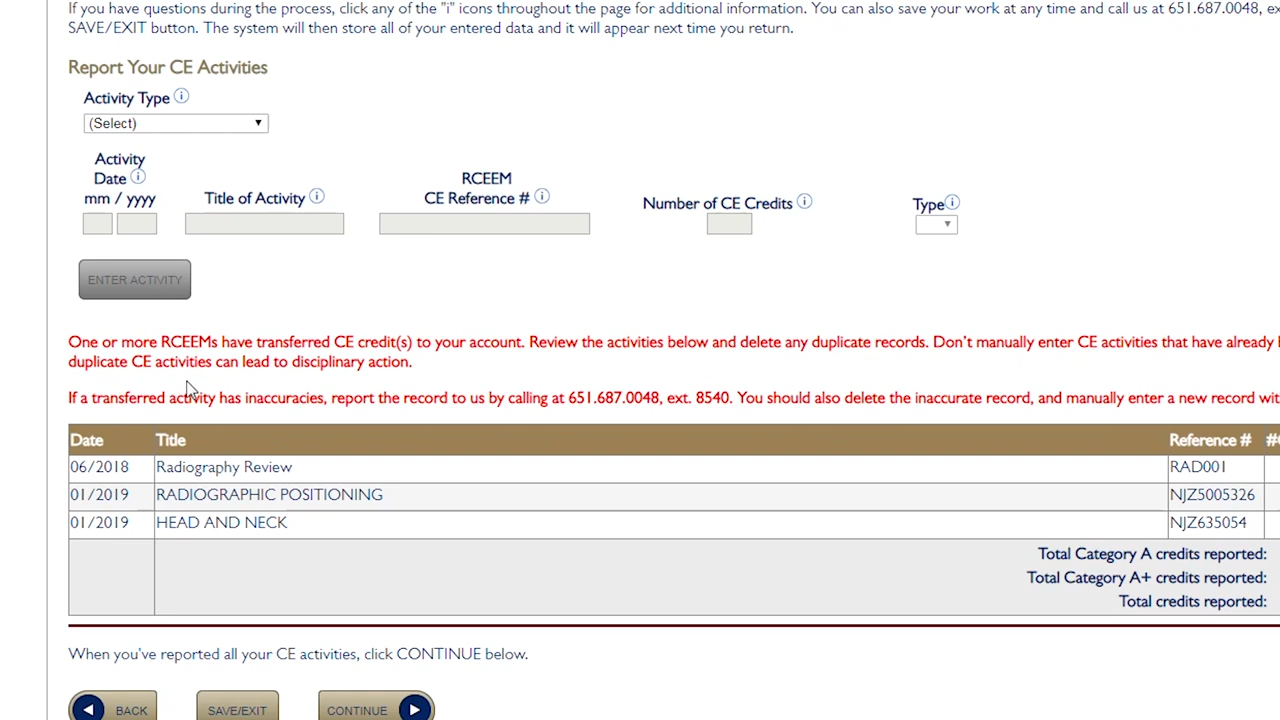 If you have questions during the process, click any of the "i" icons throughout the page for additional information. You can also save your work at any time and call us at 651.687.0048,
SAVE/EXIT button. The system will then store all of your entered data and it will appear next time you return.
Report Your CE Activities
Activity Type i
(Select)
Activity
Date i
mm / yyyy
Title of Activity i
RCEEM
CE Reference # i
Number of CE Credits i
Type i
ENTER ACTIVITY
One or more RCEEMs have transferred CE credit(s) to your account. Review the activities below and delete any duplicate records. Don't manually enter CE activities that have already
duplicate CE activities can lead to disciplinary action.
If a transferred activity has inaccuracies, report the record to us by calling at 651.687.0048, ext. 8540. You should also delete the inaccurate record, and manually enter a new record
Date Title Reference #
06/2018 Radiography Review RAD001
01/2019 RADIOGRAPHIC POSITIONING NJZ5005326
01/2019 HEAD AND NECK NJZ635054
Total Category A credits reported:
Total Category A+ credits reported:
Total credits reported:
When you've reported all your CE activities, click CONTINUE below.
BACK SAVE/EXIT CONTINUE